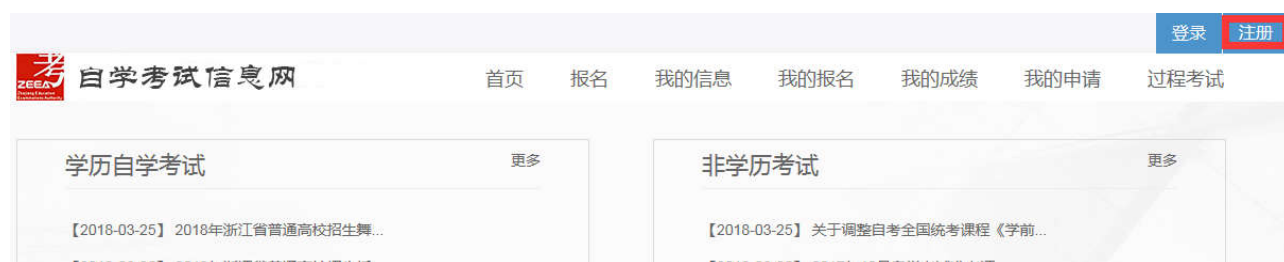 登录 注册
考
ZEEA
自学考试信息网
首页 报名 我的信息 我的报名 我的成绩 我的申请 过程考试
学历自学考试 更多
非学历考试 更多
【2018-03-25】 2018年浙江省普通高校招生舞...
【2018-03-25】 关于调整自考全国统考课程《学前...